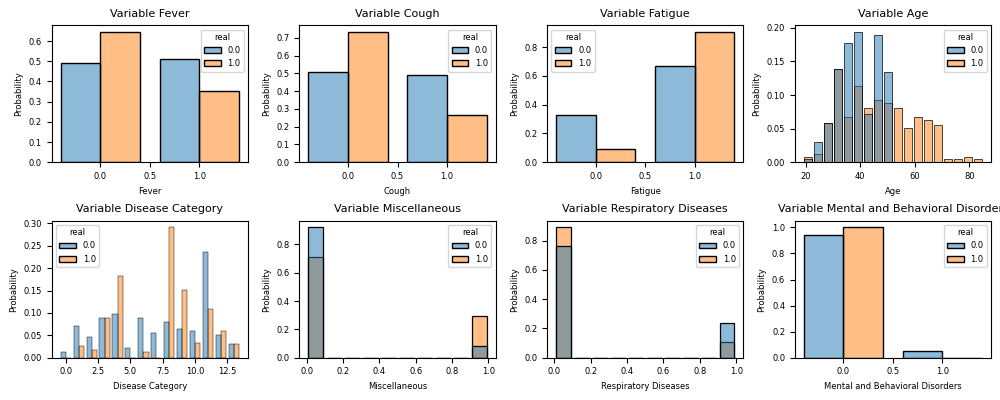 Variable Fever
Probability
0.6
0.5
0.4
0.3
0.2
0.1
0.0
real
0.0
1.0
0.0 0.5 1.0
Fever
Variable Cough
Probability
0.7
0.6
0.5
0.4
0.3
0.2
0.1
0.0
real
0.0
1.0
0.0 0.5 1.0
Cough
Variable Fatigue
Probability
0.8
0.6
0.4
0.2
0.0
real
0.0
1.0
0.0 0.5 1.0
Fatigue
Variable Age
Probability
0.20
0.15
0.10
0.05
0.00
real
0.0
1.0
20 40 60 80
Age
Variable Disease Category
Probability
0.30
0.25
0.20
0.15
0.10
0.05
0.00
real
0.0
1.0
0.0 2.5 5.0 7.5 10.0 12.5
Disease Category
Variable Miscellaneous
Probability
0.8
0.6
0.4
0.2
0.0
real
0.0
1.0
0.0 0.2 0.4 0.6 0.8 1.0
Miscellaneous
Variable Respiratory Diseases
Probability
0.8
0.6
0.4
0.2
0.0
real
0.0
1.0
0.0 0.2 0.4 0.6 0.8 1.0
Respiratory Diseases
Variable Mental and Behavioral Disorder
Probability
1.0
0.8
0.6
0.4
0.2
0.0
real
0.0
1.0
0.0 0.5 1.0
Mental and Behavioral Disorders